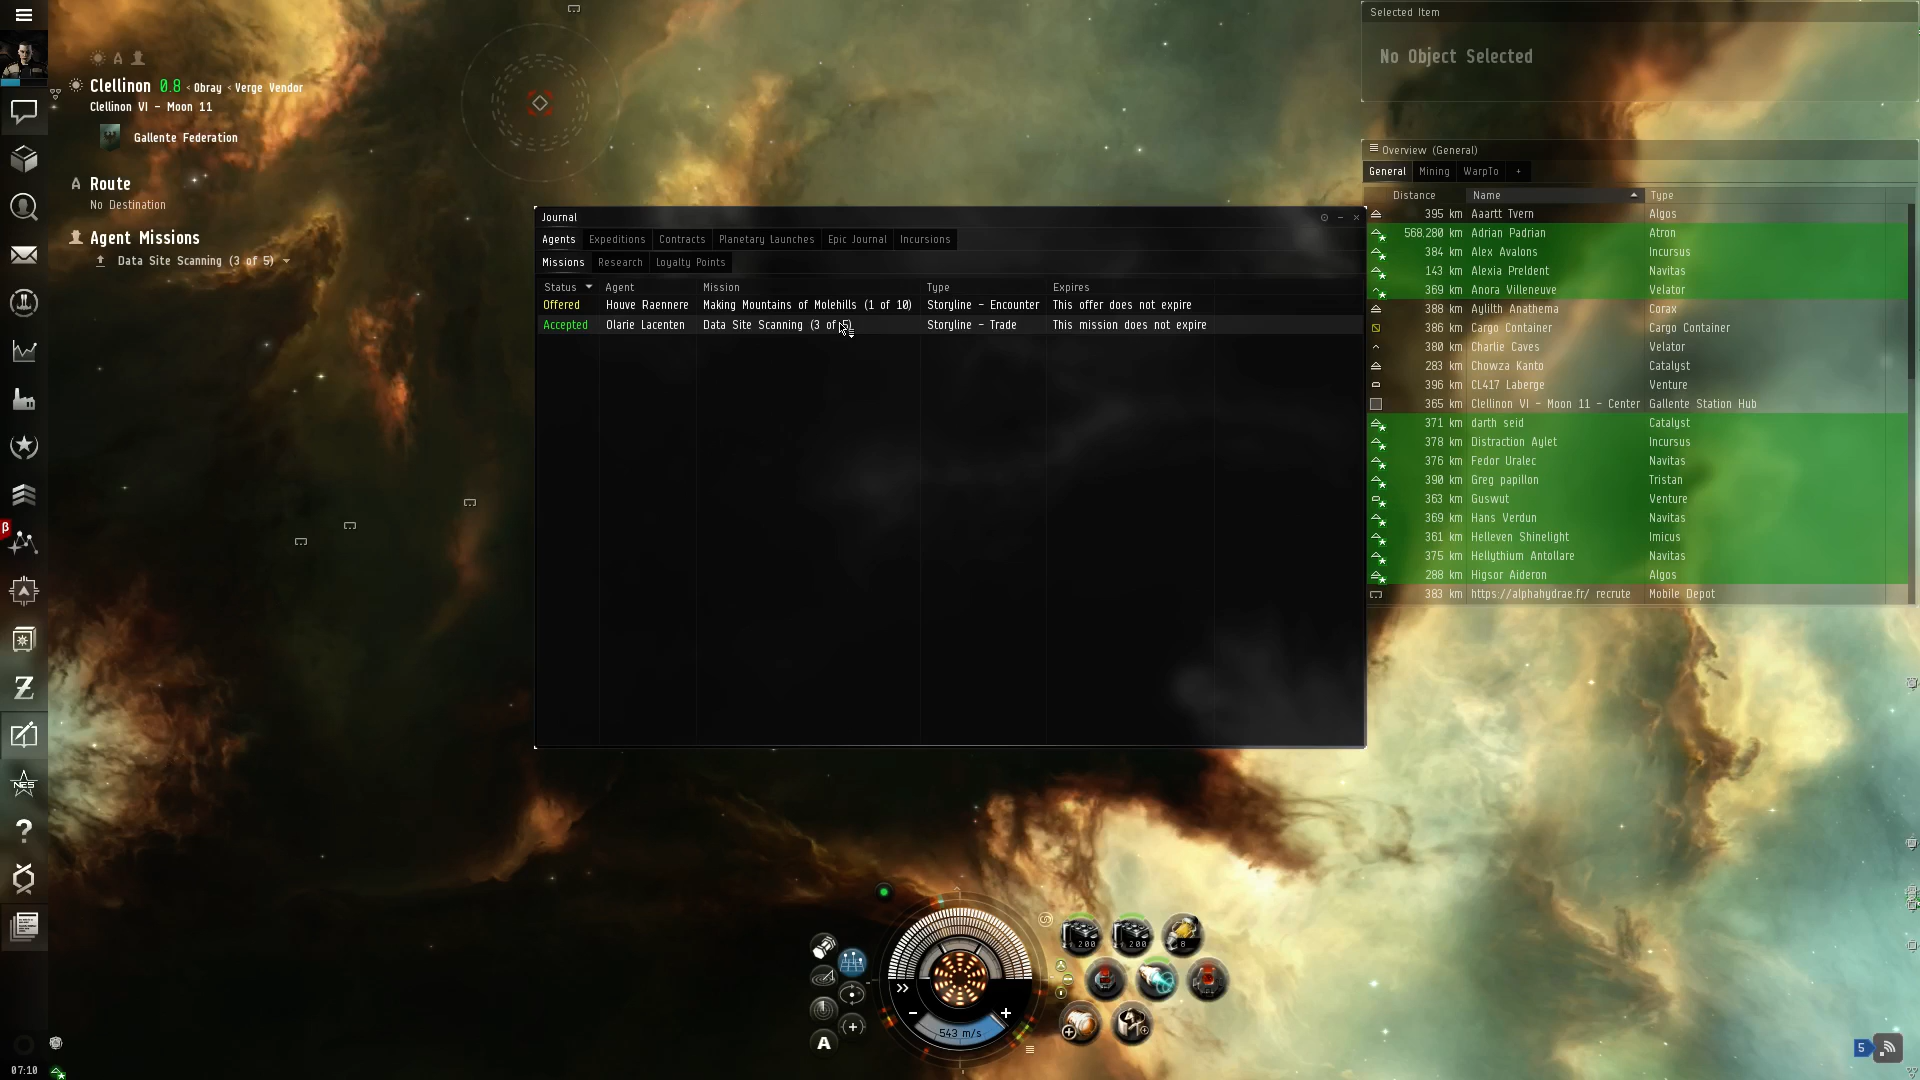 Clellinon 0.8 < Obray < Verge Vendor
Clellinon VI - Moon 11
Gallente Federation
A Route
No Destination
Agent Missions
Data Site Scanning (3 of 5)
β
NES
?
07:10
Journal
Agents Expeditions Contracts Planetary Launches Epic Journal Incursions
Missions Research Loyalty Points
Status Agent Mission Type Expires
Offered Houve Raennere Making Mountains of Molehills (1 of 10) Storyline - Encounter This offer does not expire
Accepted Olarie Lacenten Data Site Scanning (3 of 5) Storyline - Trade This mission does not expire
Selected Item
No Object Selected
Overview (General)
General Mining WarpTo +
Distance Name Type
395 km Aaartt Tvern Algos
568,280 km Adrian Padrian Atron
384 km Alex Avalons Incursus
143 km Alexia Preldent Navitas
369 km Anora Villeneuve Velator
388 km Aylilth Anathema Corax
386 km Cargo Container Cargo Container
380 km Charlie Caves Velator
283 km Chowza Kanto Catalyst
396 km CL417 Laberge Venture
365 km Clellinon VI - Moon 11 - Center Gallente Station Hub
371 km darth seid Catalyst
378 km Distraction Aylet Incursus
376 km Fedor Uralec Navitas
390 km Greg papillon Tristan
363 km Guswut Venture
369 km Hans Verdun Navitas
361 km Helleven Shinelight Imicus
375 km Hellythium Antollare Navitas
288 km Higsor Aideron Algos
383 km https://alphahydrae.fr/ recrute Mobile Depot
200 200 8
543 m/s
A
5